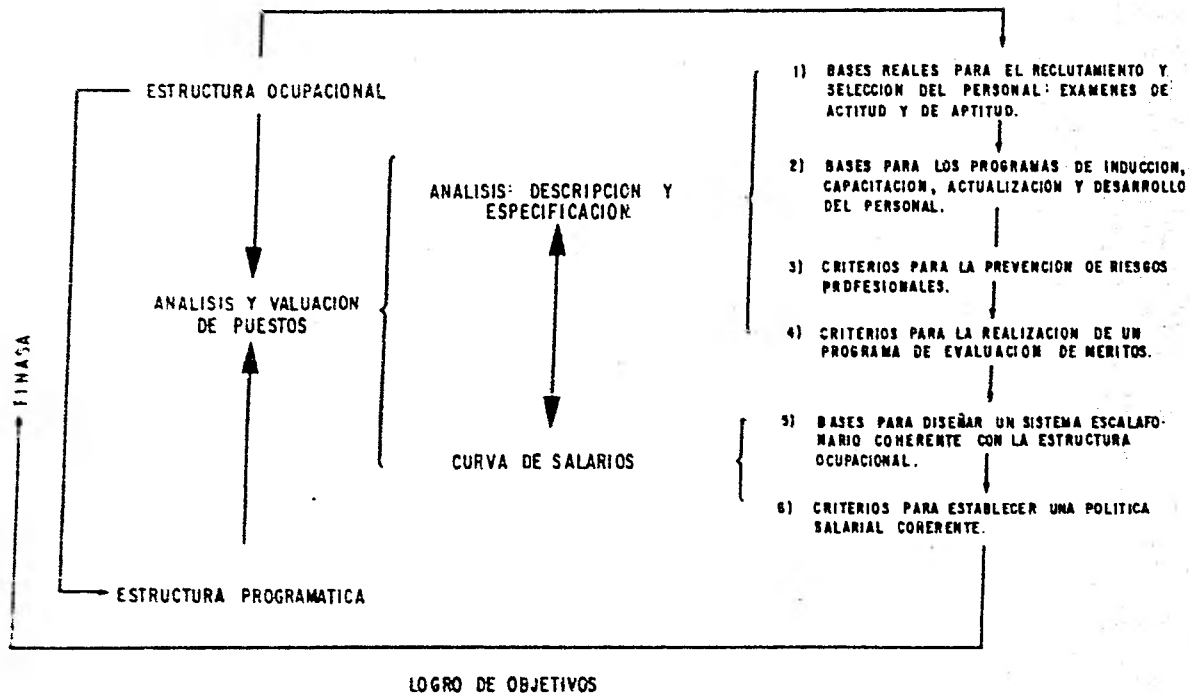 ESTRUCTURA OCUPACIONAL
ANALISIS Y VALUACION
DE PUESTOS
ESTRUCTURA PROGRAMATICA
FINASA
ANALISIS: DESCRIPCION Y
ESPECIFICACION
CURVA DE SALARIOS
1) BASES REALES PARA EL RECLUTAMIENTO Y
SELECCION DEL PERSONAL: EXAMENES DE
ACTITUD Y DE APTITUD.
2) BASES PARA LOS PROGRAMAS DE INDUCCION,
CAPACITACION, ACTUALIZACIÓN Y DESARROLLO
DEL PERSONAL.
3) CRITERIOS PARA LA PREVENCION DE RIESGOS
PROFESIONALES.
4) CRITERIOS PARA LA REALIZACION DE UN
PROGRAMA DE EVALUACION DE MERITOS.
5) BASES PARA DISEÑAR UN SISTEMA ESCALAFO-
NARIO COHERENTE CON LA ESTRUCTURA
OCUPACIONAL.
6) CRITERIOS PARA ESTABLECER UNA POLITICA
SALARIAL COHERENTE.
LOGRO DE OBJETIVOS